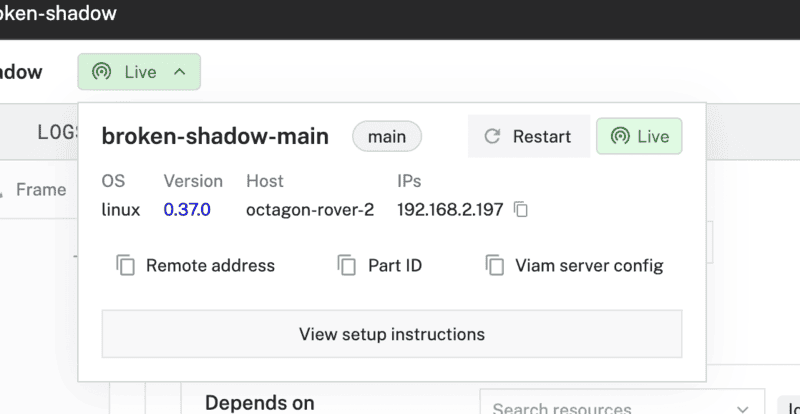 oken-shadow
adow
Live
LOGS
Frame
broken-shadow-main
main
Restart
Live
OS Version Host IPs
linux 0.37.0 octagon-rover-2 192.168.2.197
Remote address
Part ID
Viam server config
View setup instructions
Depends on
Search resources